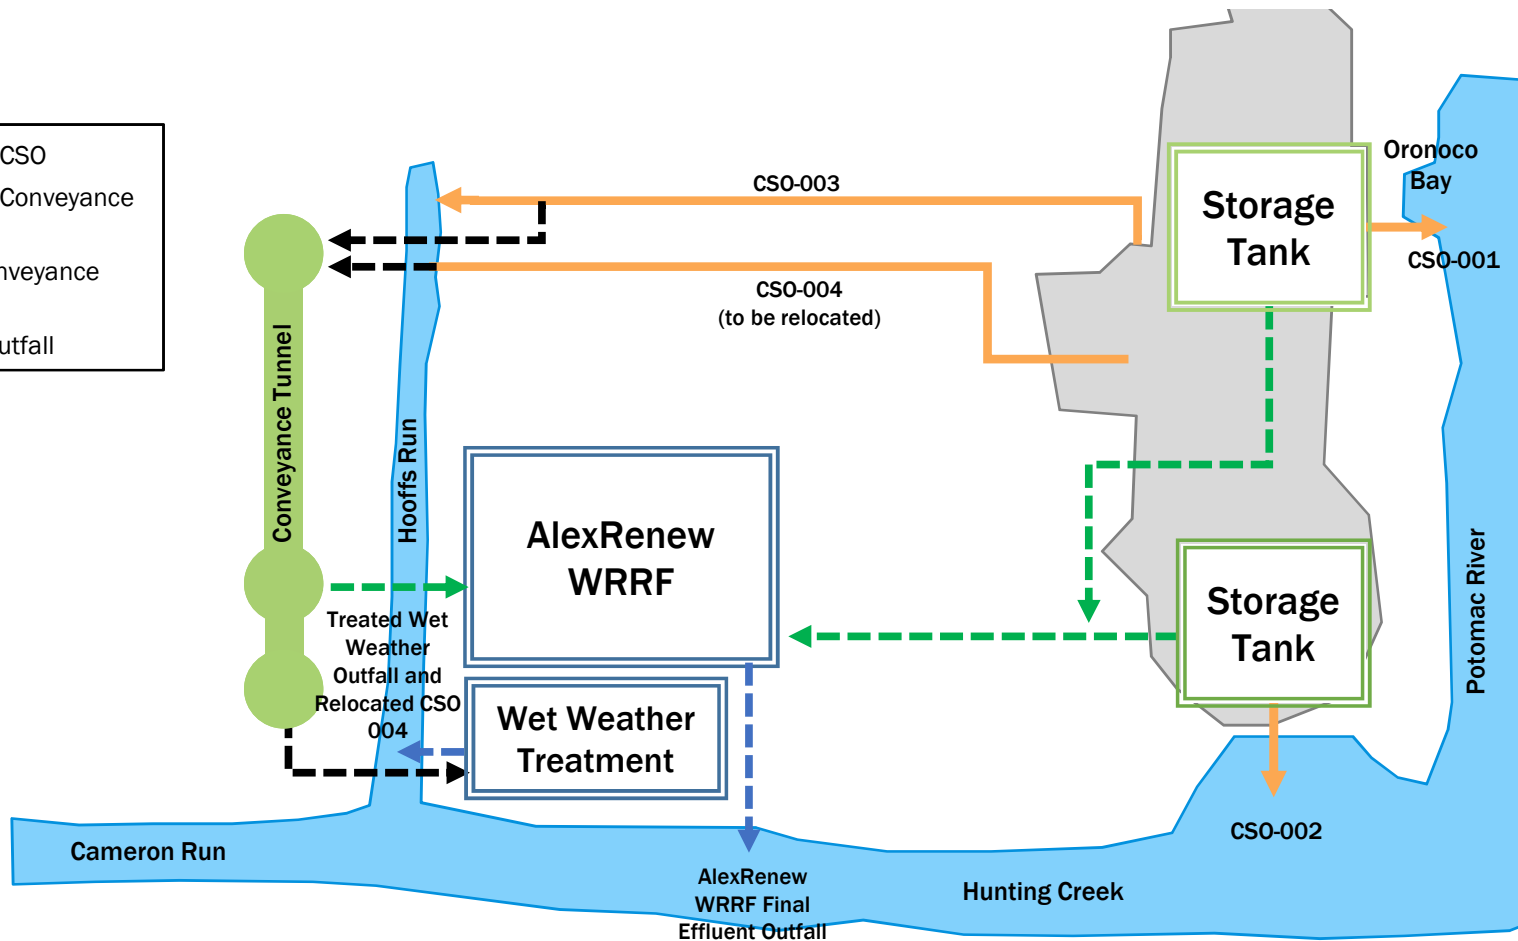 CSO
Conveyance
nveyance
utfall
CSO-003
CSO-004
(to be relocated)
Storage
Tank
Oronoco
Bay
CSO-001
Conveyance Tunnel
Hooffs Run
AlexRenew
WRRF
Treated Wet
Weather
Outfall and
Relocated CSO
004
Wet Weather
Treatment
Storage
Tank
Potomac River
CSO-002
Cameron Run
AlexRenew
WRRF Final
Effluent Outfall
Hunting Creek